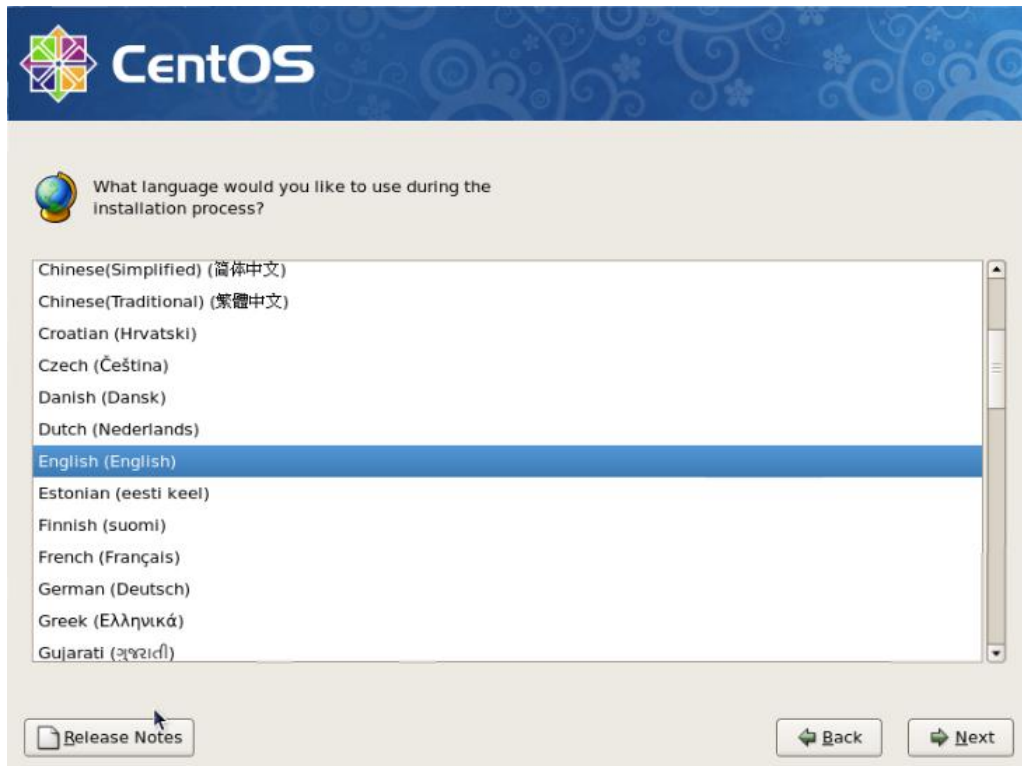 CentOS
What language would you like to use during the
installation process?
Chinese(Simplified) (简体中文)
Chinese(Traditional) (繁體中文)
Croatian (Hrvatski)
Czech (Čeština)
Danish (Dansk)
Dutch (Nederlands)
English (English)
Estonian (eesti keel)
Finnish (suomi)
French (Français)
German (Deutsch)
Greek (Ελληνικά)
Gujarati (ગુજરાતી)
Release Notes
Back
Next